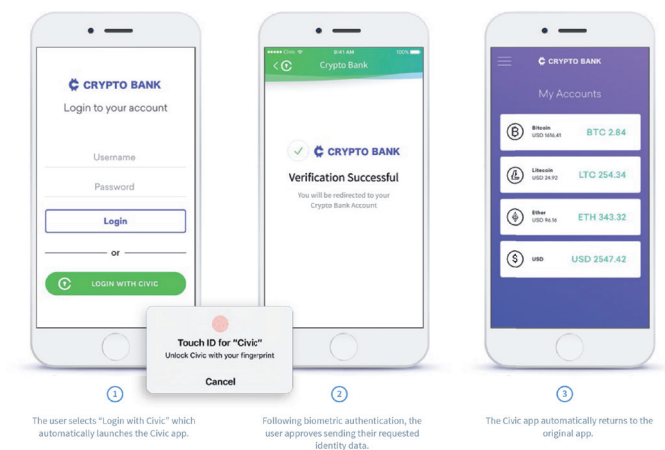 CRYPTO BANK
Login to your account
Username
Password
Login
or
LOGIN WITH CIVIC
Touch ID for "Civic"
Unlock Civic with your fingerprint
Cancel
1
The user selects "Login with Civic" which
automatically launches the Civic app.
Civic 9:41 AM 100%
Crypto Bank
CRYPTO BANK
Verification Successful
You will be redirected to your
Crypto Bank Account
2
Following biometric authentication, the
user approves sending their requested
identity data.
CRYPTO BANK
My Accounts
Bitcoin
BTC 2.84
Litecoin
USD 24.92
LTC 254.34
Ether
USD 96.16
ETH 343.32
USD
USD 2547.42
3
The Civic app automatically returns to the
original app.